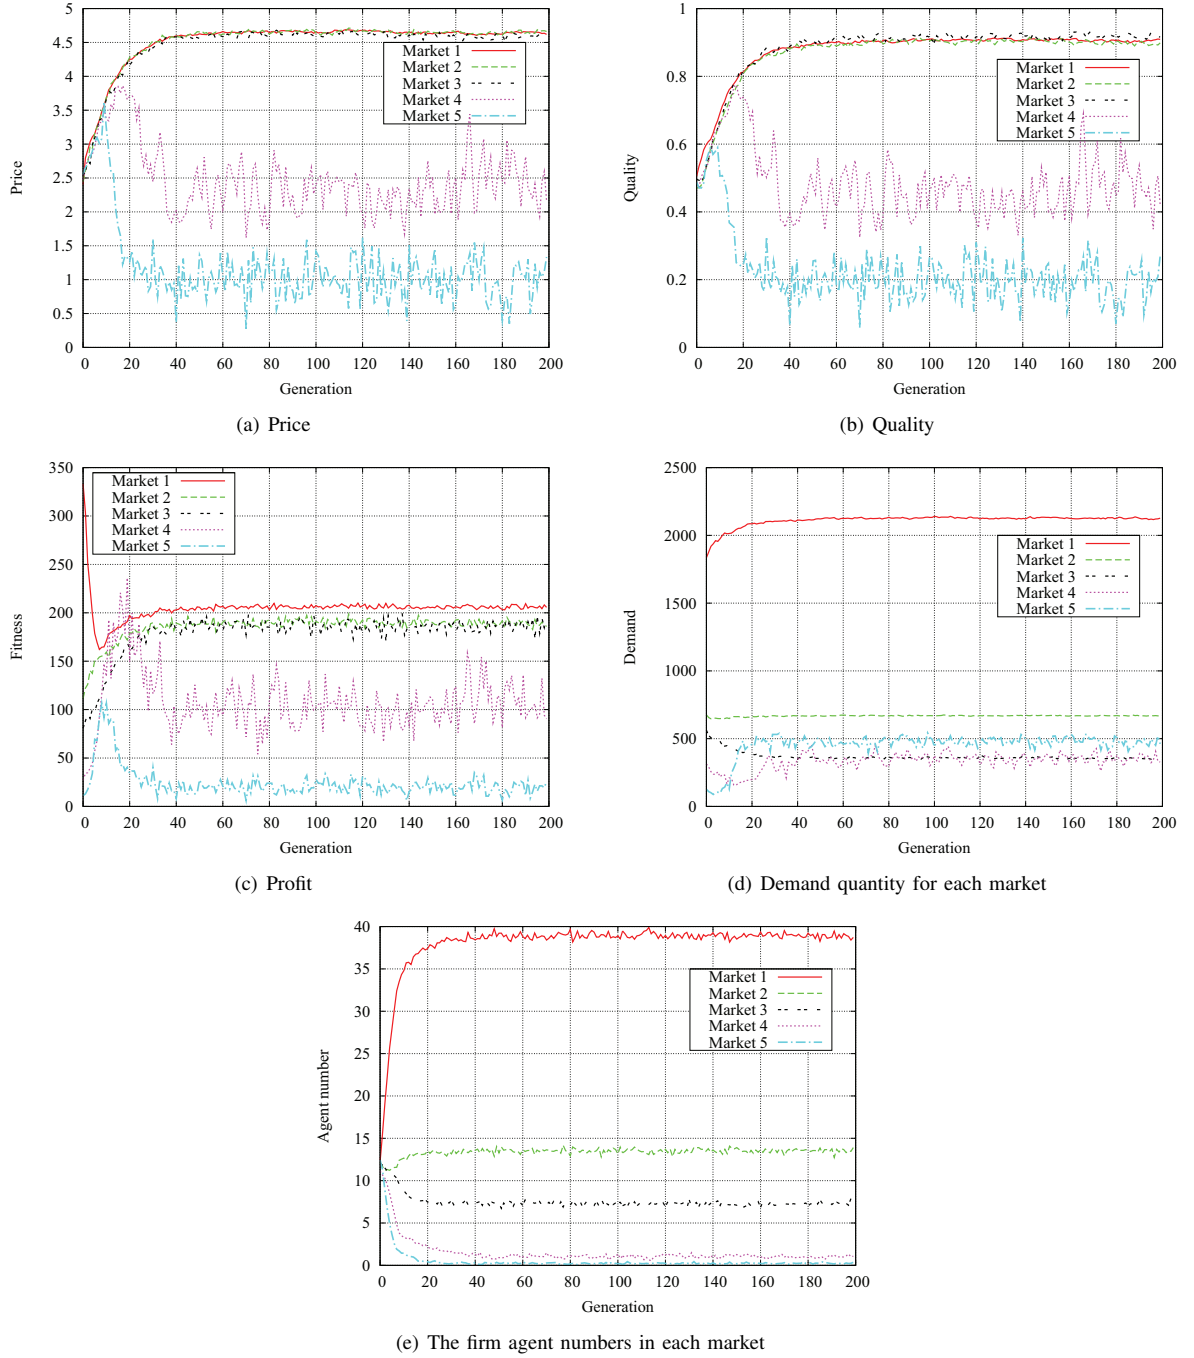 5
4.5
4
3.5
3
2.5
2
1.5
1
0.5
0
Price
Market 1
Market 2
Market 3
Market 4
Market 5
0 20 40 60 80 100 120 140 160 180 200
Generation
(a) Price
1
0.8
0.6
0.4
0.2
0
Quality
Market 1
Market 2
Market 3
Market 4
Market 5
0 20 40 60 80 100 120 140 160 180 200
Generation
(b) Quality
350
300
250
200
150
100
50
0
Fitness
Market 1
Market 2
Market 3
Market 4
Market 5
0 20 40 60 80 100 120 140 160 180 200
Generation
(c) Profit
2500
2000
1500
1000
500
0
Demand
Market 1
Market 2
Market 3
Market 4
Market 5
0 20 40 60 80 100 120 140 160 180 200
Generation
(d) Demand quantity for each market
40
35
30
25
20
15
10
5
0
Agent number
Market 1
Market 2
Market 3
Market 4
Market 5
0 20 40 60 80 100 120 140 160 180 200
Generation
(e) The firm agent numbers in each market